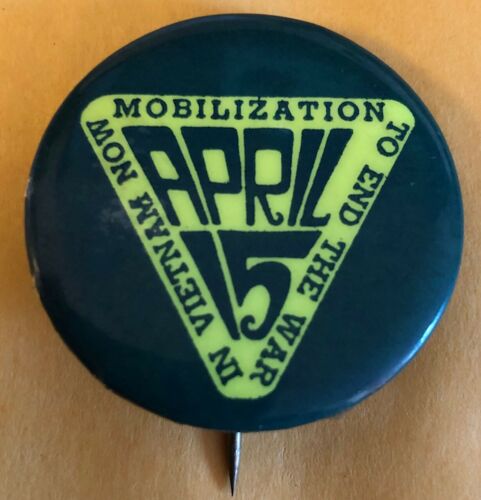 MOBILIZATION
TO END THE WAR
IN VIETNAM NOW
APRIL
15